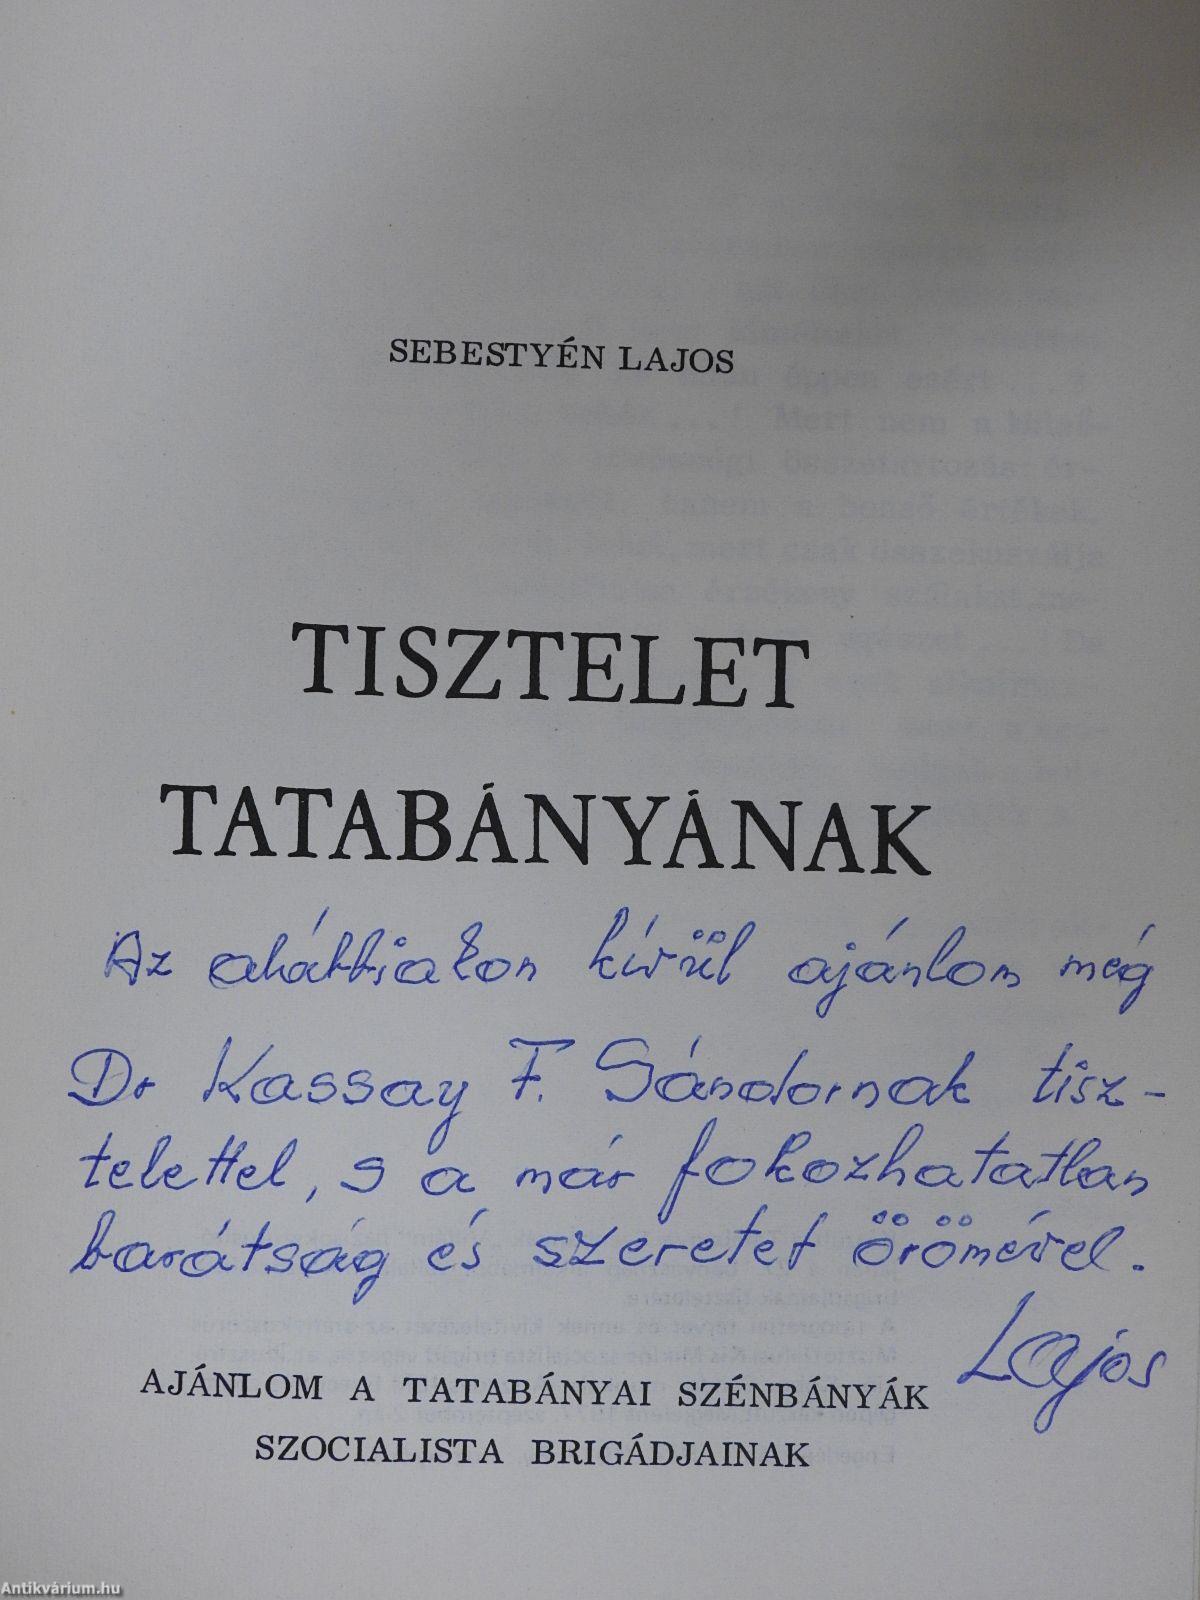 SEBESTYÉN LAJOS
TISZTELET
TATABÁNYÁNAK
Az alábbiakon kívül ajánlom még
Dr Kassay F. Sándornak tisz-
telettel, s a már fokozhatatlan
barátság és szeretet örömével.
Lajos
AJÁNLOM A TATABÁNYAI SZÉNBÁNYÁK
SZOCIALISTA BRIGÁDJAINAK
Antikvárium.hu